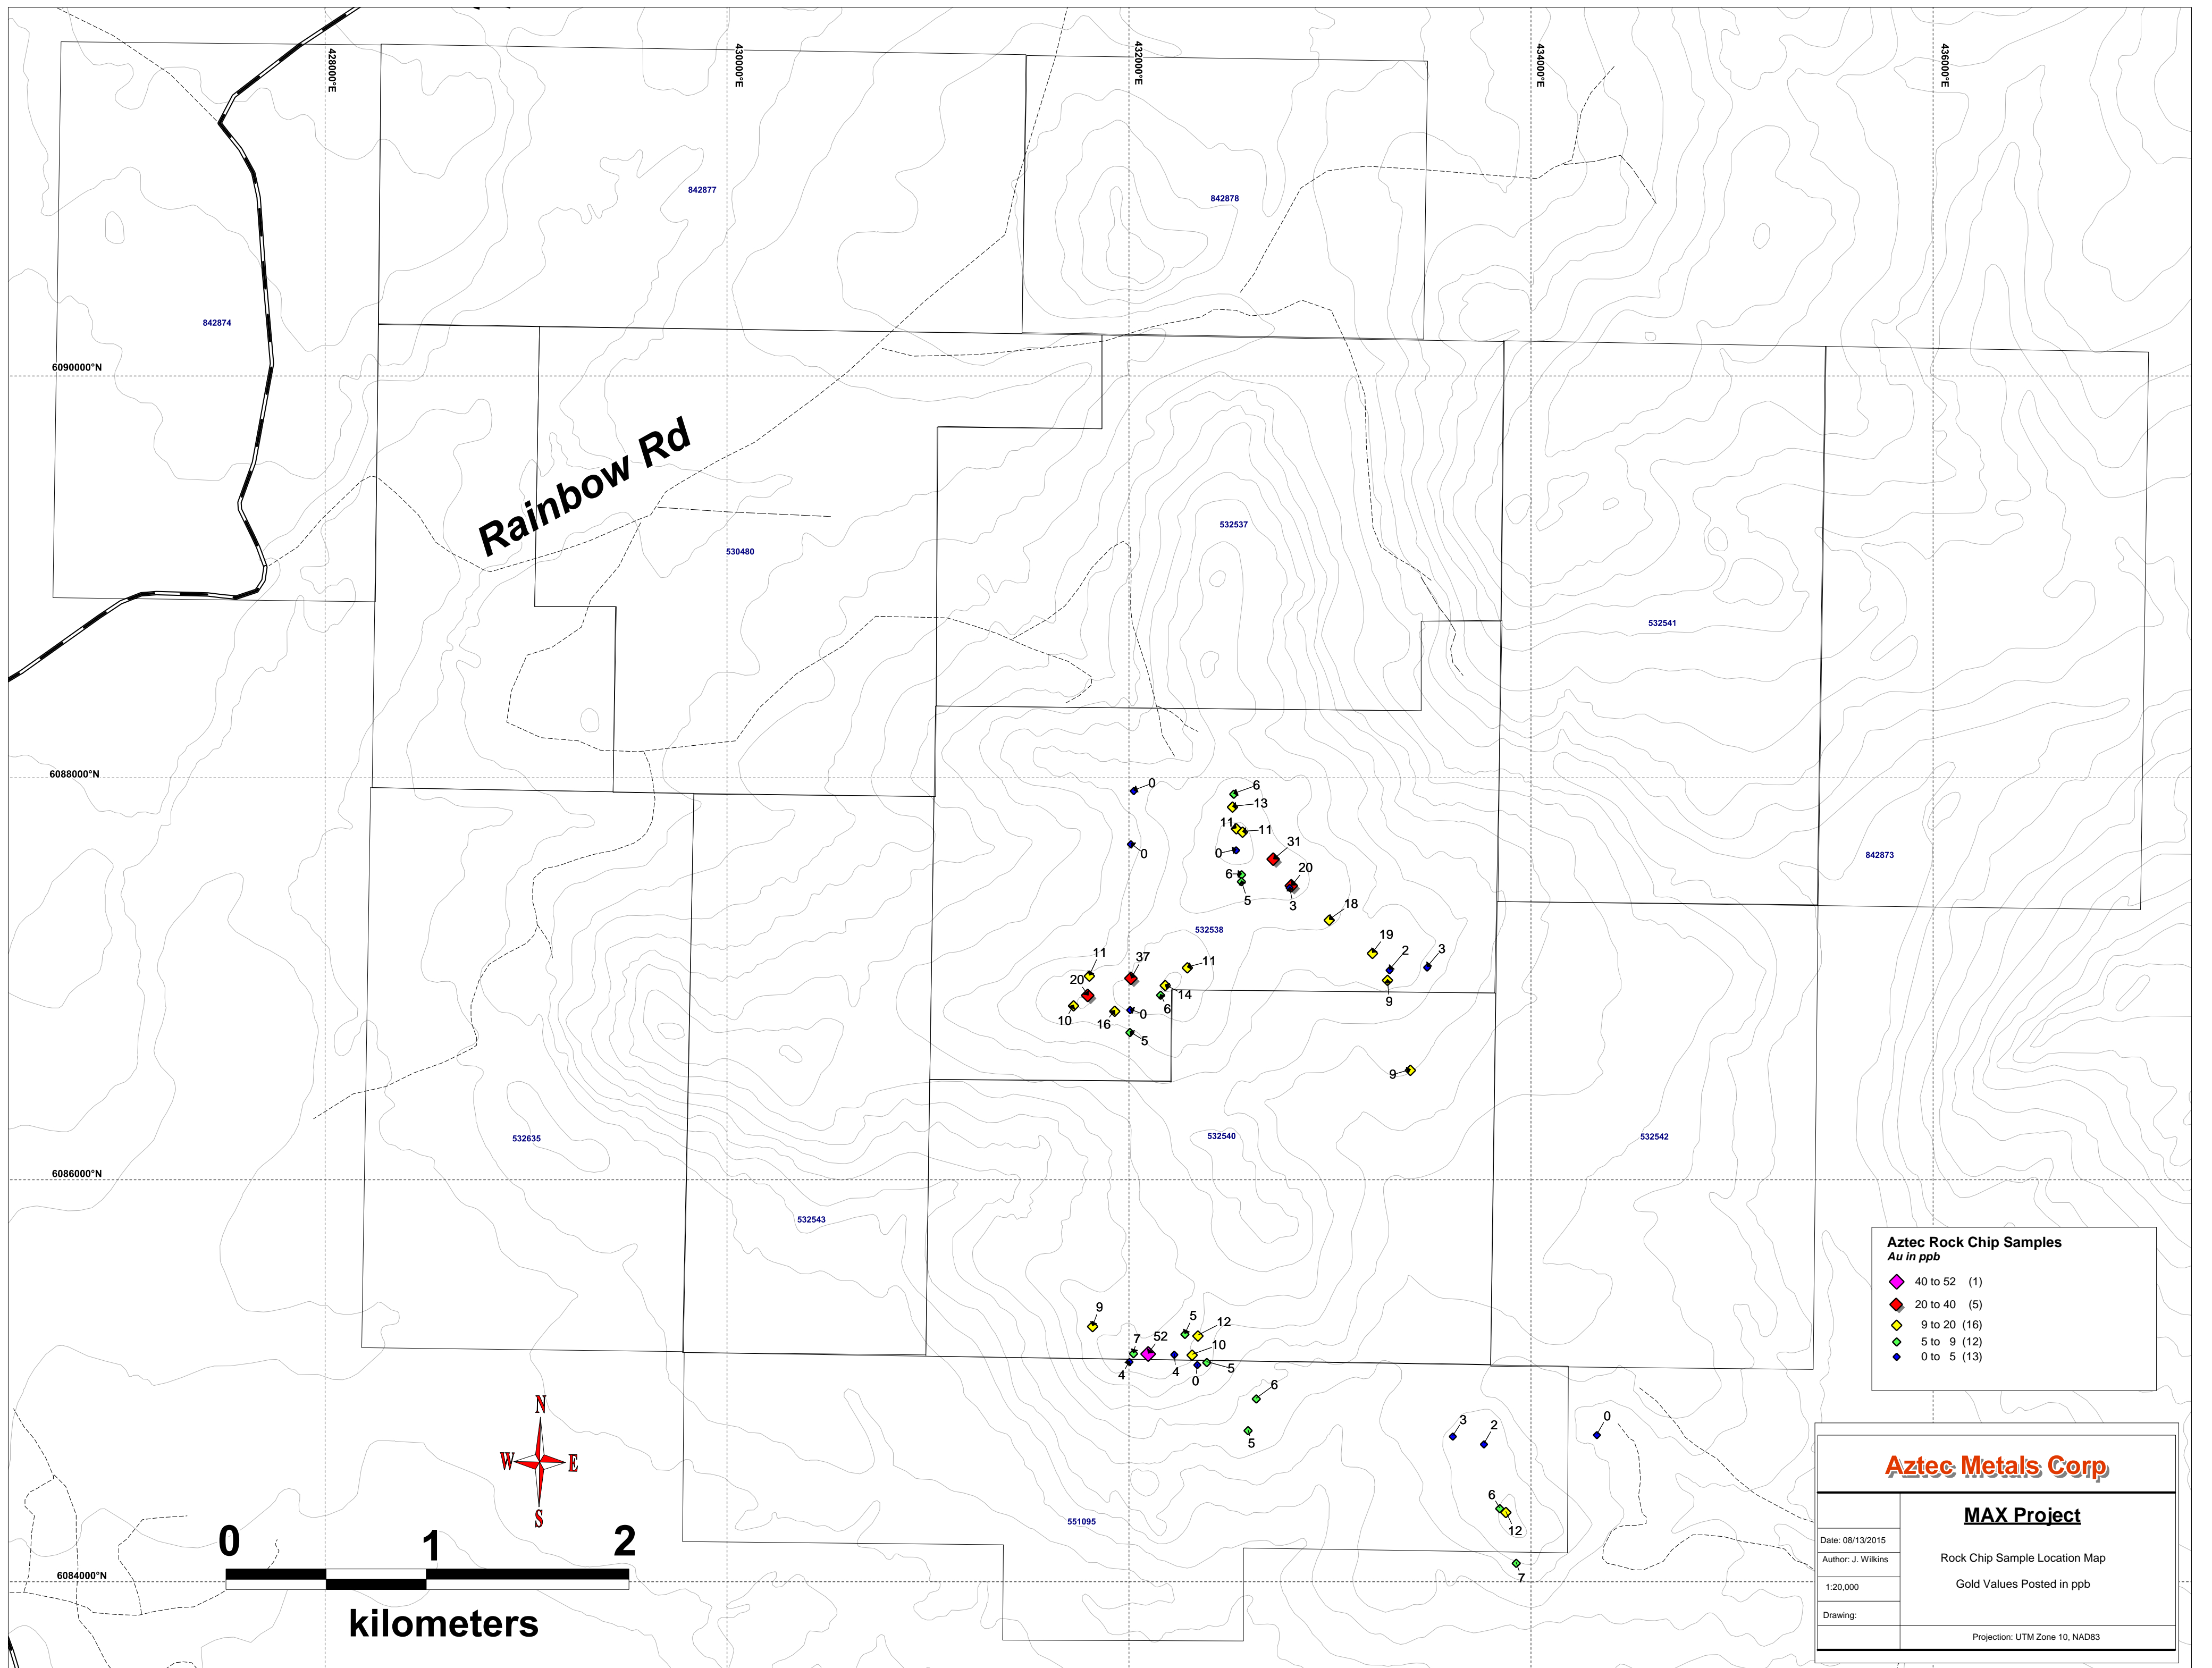 428000°E
430000°E
432000°E
434000°E
436000°E
842877
842878
842874
6090000°N
Rainbow Rd
532537
530480
532541
6088000°N
0
6
13
11
11
0
0
31
20
6
5
3
842873
18
532538
19
2
3
9
11
37
11
20
14
6
10
16
0
5
9
532635
532540
532542
6086000°N
532543
Aztec Rock Chip Samples
Au in ppb
40 to 52 (1)
20 to 40 (5)
9 to 20 (16)
5 to 9 (12)
0 to 5 (13)
9
5
12
7
52
10
4
4
0
5
6
5
3
2
0
6
12
7
551095
6084000°N
N
W
E
S
0
1
2
kilometers
Aztec Metals Corp
MAX Project
Date: 08/13/2015
Author: J. Wilkins
Rock Chip Sample Location Map
1:20,000
Gold Values Posted in ppb
Drawing:
Projection: UTM Zone 10, NAD83